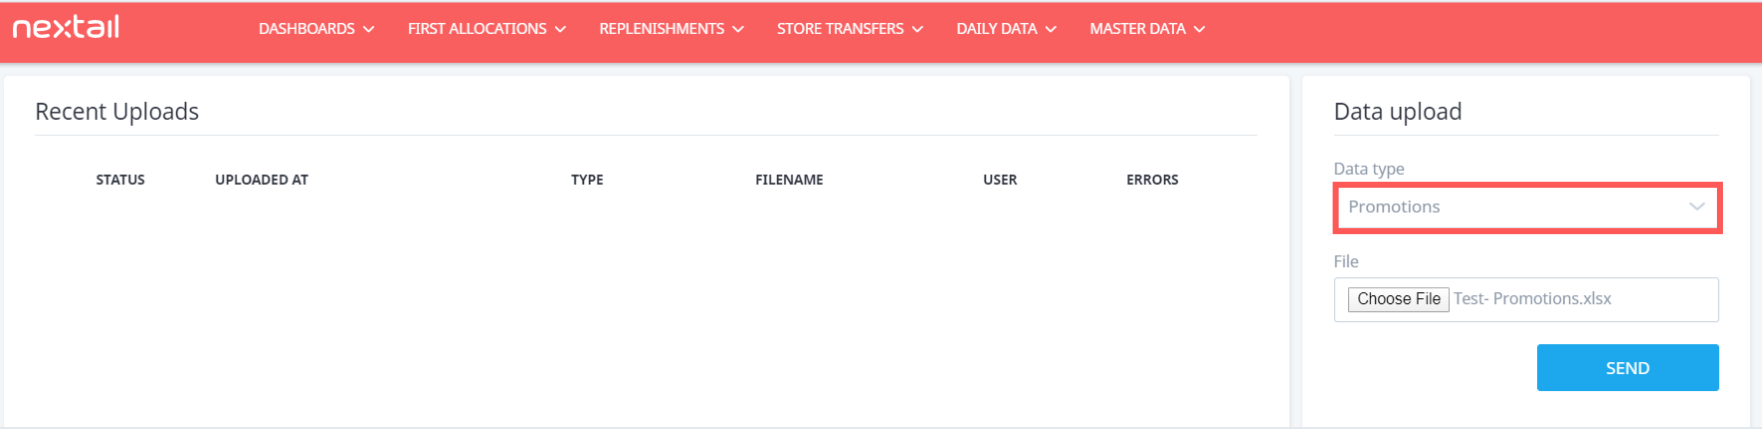 nextail
DASHBOARDS FIRST ALLOCATIONS REPLENISHMENTS STORE TRANSFERS DAILY DATA MASTER DATA
Recent Uploads
STATUS UPLOADED AT TYPE FILENAME USER ERRORS
Data upload
Data type
Promotions
File
Choose File Test- Promotions.xlsx
SEND